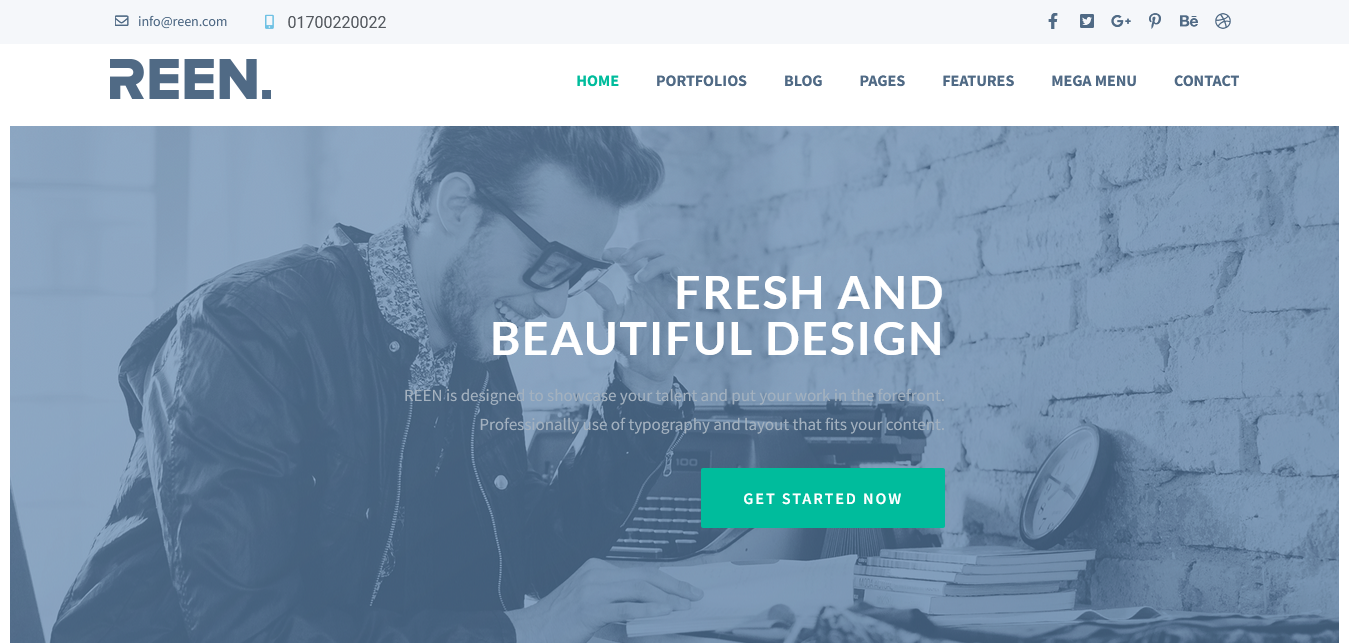 info@reen.com
01700220022
REEN.
HOME PORTFOLIOS BLOG PAGES FEATURES MEGA MENU CONTACT
FRESH AND
BEAUTIFUL DESIGN
REEN is designed to showcase your talent and put your work in the forefront.
Professionally use of typography and layout that fits your content.
100
GET STARTED NOW